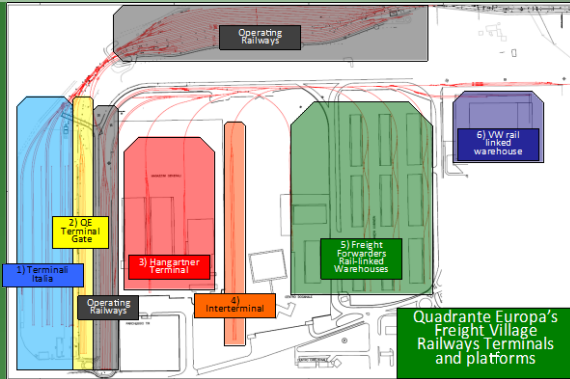 Operating
Railways
6) VW rail
linked
warehouse
2) QE
Terminal
Gate
1) Terminali
Italia
3) Hangartner
Terminal
5) Freight
Forwarders
Rail-linked
Warehouses
Operating
Railways
4)
Interterminal
Quadrante Europa's
Freight Village
Railways Terminals
and platforms